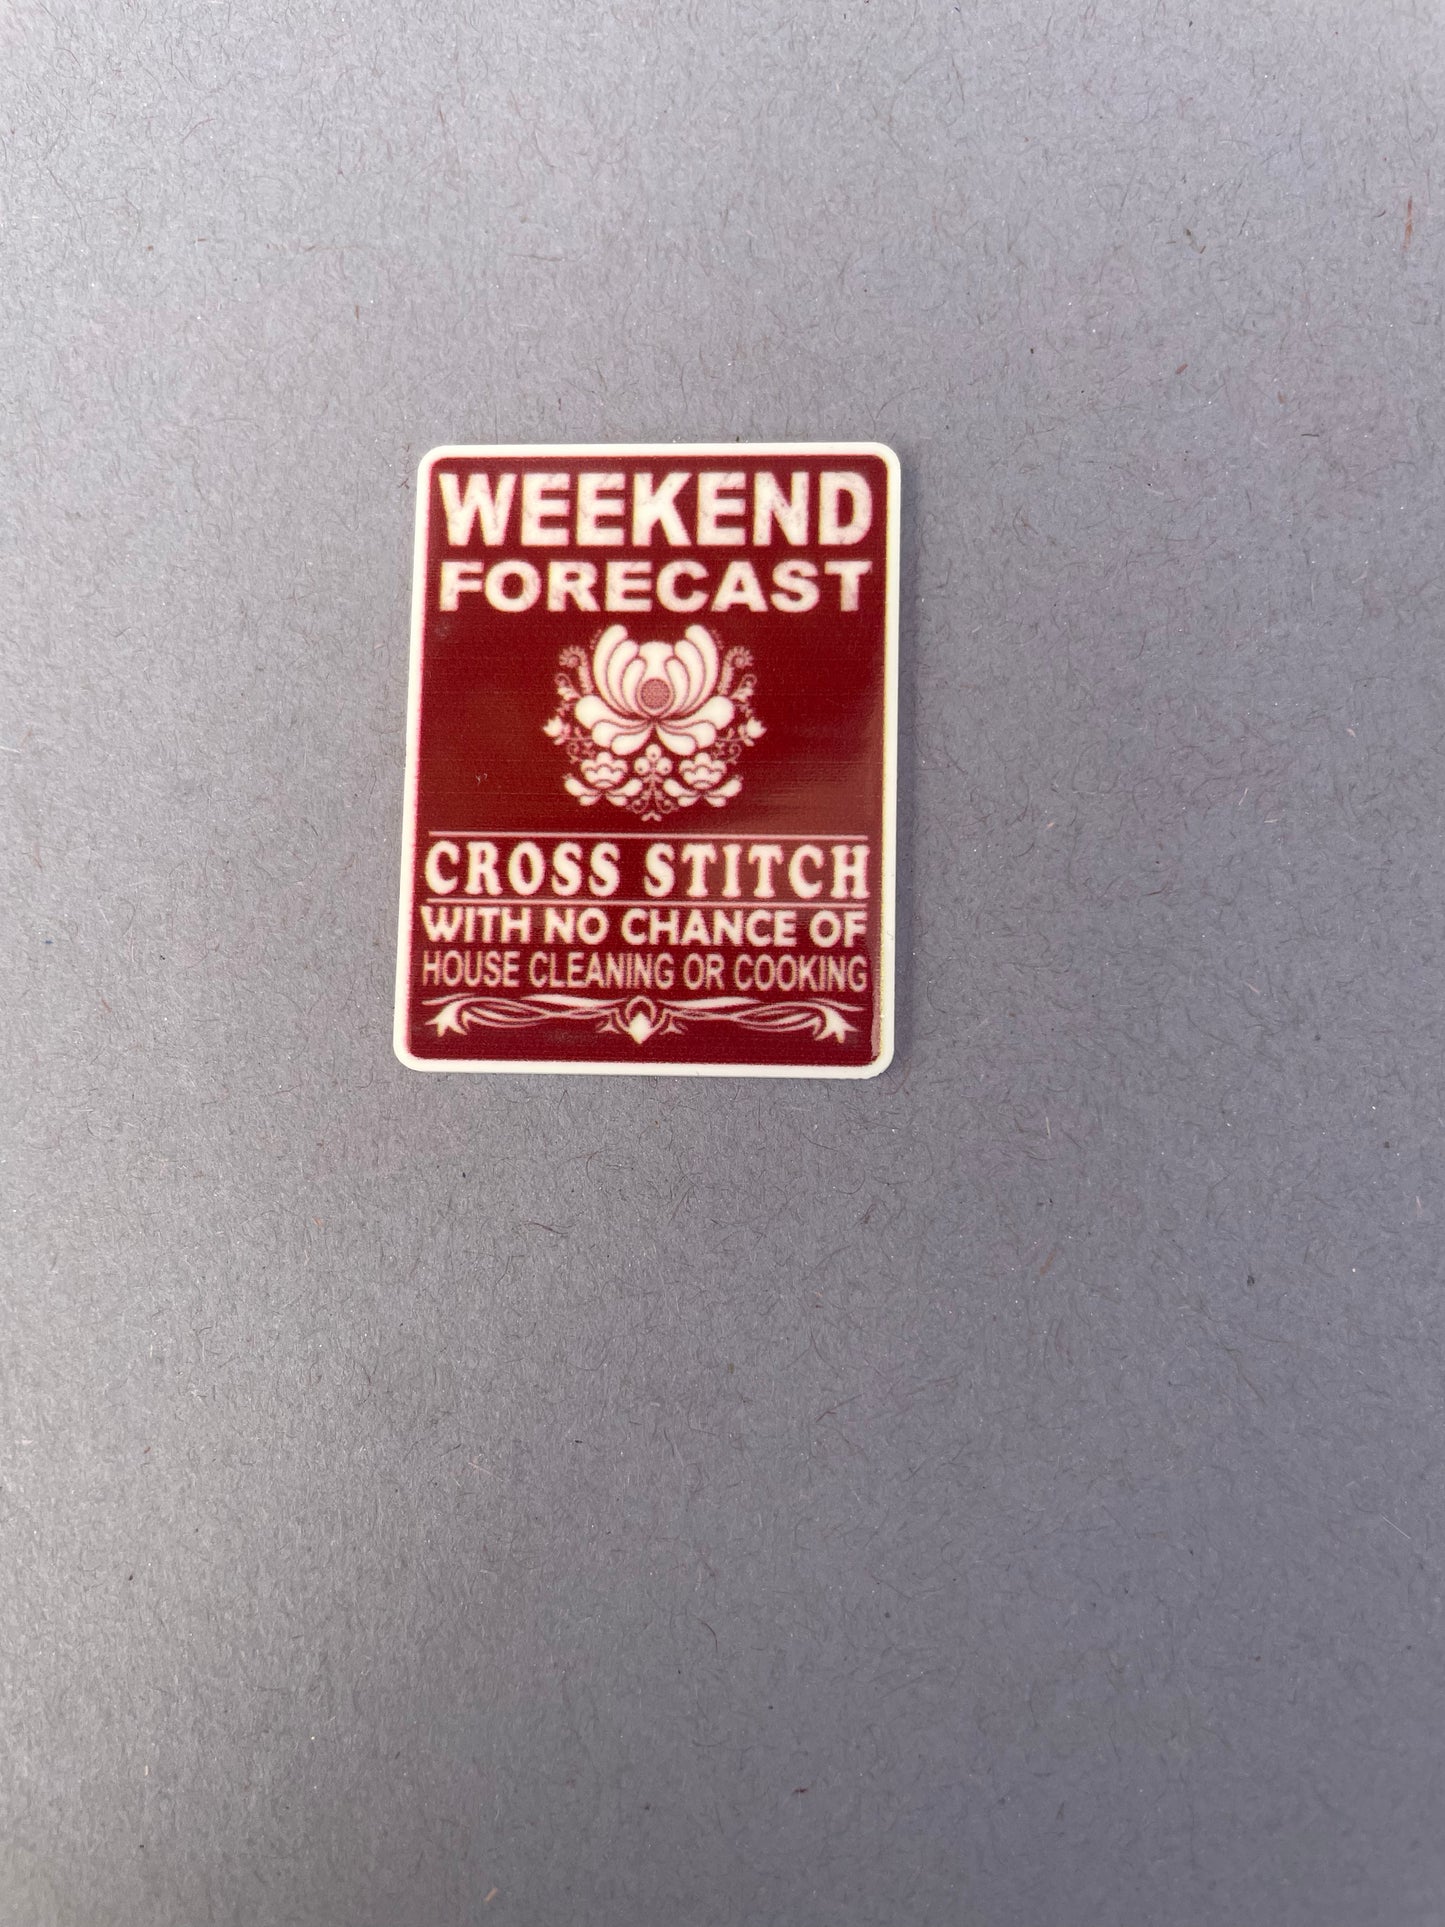 WEEKEND
FORECAST
CROSS STITCH
WITH NO CHANCE OF
HOUSE CLEANING OR COOKING